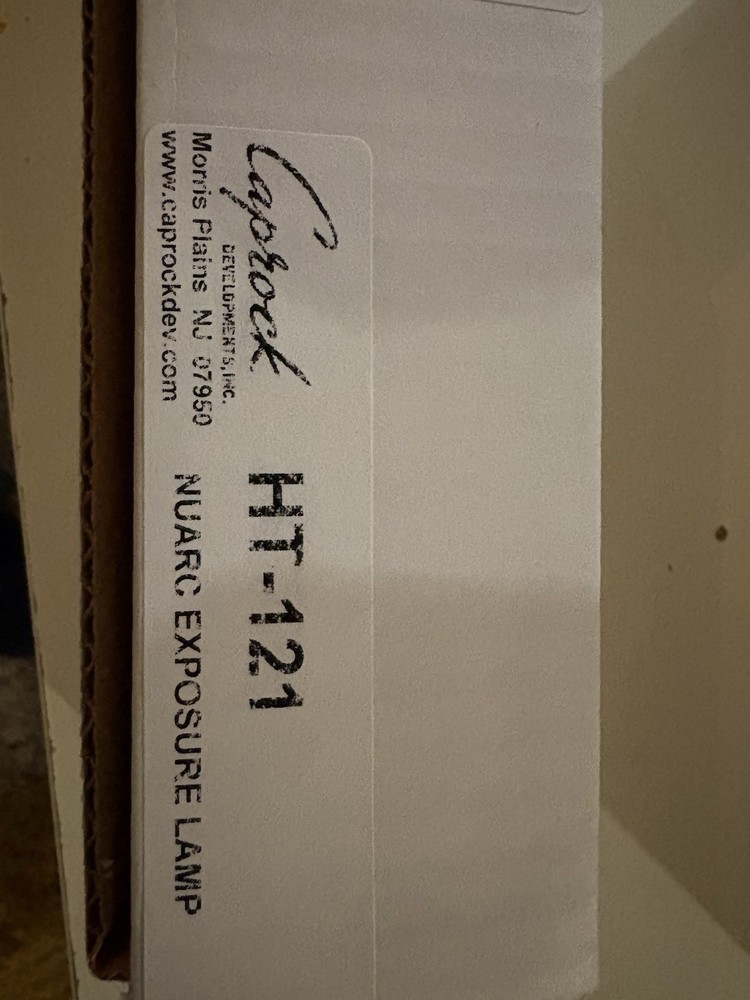 Caprock
DEVELOPMENTS, INC.
Morris Plains NJ 07950
www.caprockdev.com
HT-121
NUARC EXPOSURE LAMP